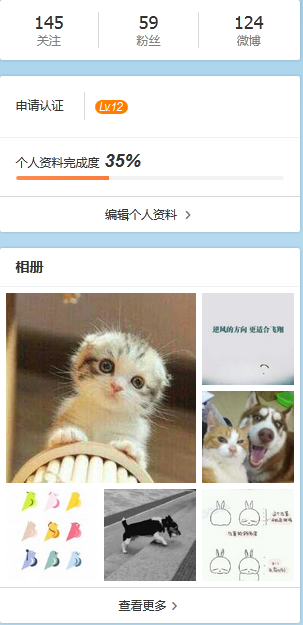 145
59
124
关注
粉丝
微博
申请认证
Lv.12
个人资料完成度 35%
编辑个人资料 >
相册
逆风的方向 更适合飞翔
查看更多 >